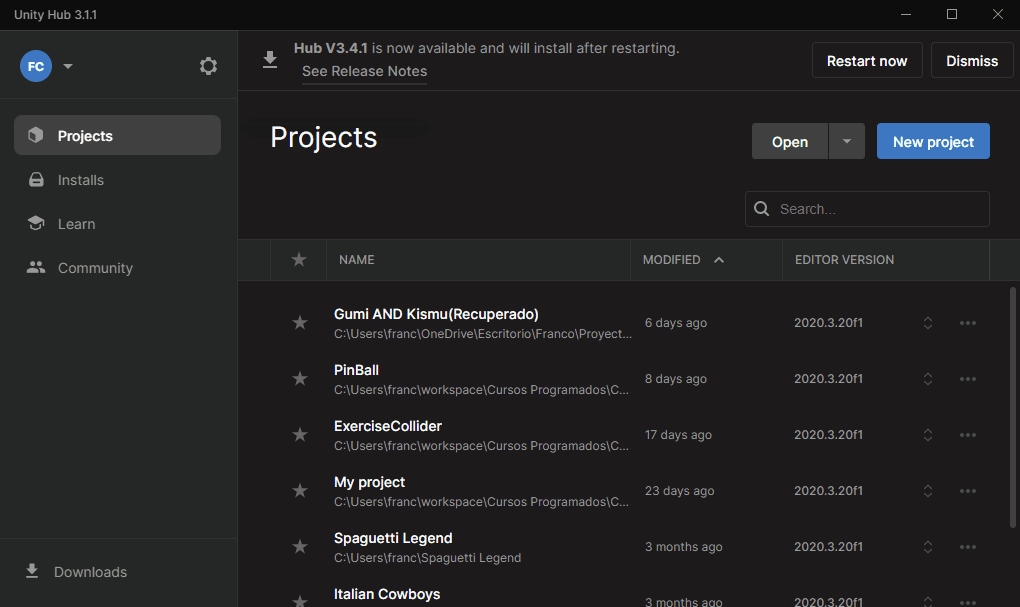 Unity Hub 3.1.1
FC
Hub V3.4.1 is now available and will install after restarting.
See Release Notes
Restart now
Dismiss
Projects
Installs
Learn
Community
Downloads
Projects
Open
New project
Search...
NAME
MODIFIED
EDITOR VERSION
Gumi AND Kismu(Recuperado)
C:\Users\franc\OneDrive\Escritorio\Franco\Proyect...
6 days ago
2020.3.20f1
PinBall
C:\Users\franc\workspace\Cursos Programados\C...
8 days ago
2020.3.20f1
ExerciseCollider
C:\Users\franc\workspace\Cursos Programados\C...
17 days ago
2020.3.20f1
My project
C:\Users\franc\workspace\Cursos Programados\C...
23 days ago
2020.3.20f1
Spaguetti Legend
C:\Users\franc\Spaguetti Legend
3 months ago
2020.3.20f1
Italian Cowboys
3 months ago
2020.3.20f1